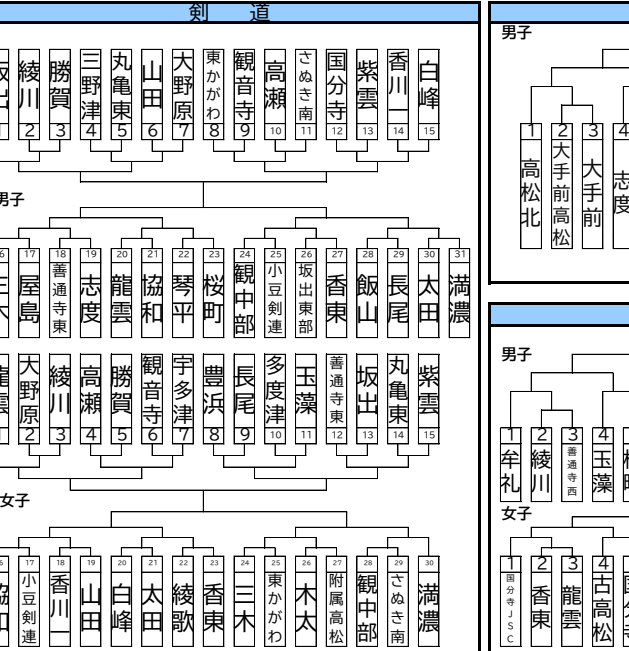 剣 道
綾川 2
勝賀 3
三野津 4
丸亀東 5
山田 6
大野原 7
東かがわ 8
観音寺 9
高瀬 10
さぬき南 11
国分寺 12
紫雲 13
香川一 14
白峰 15
男子
17 屋島
18 善通寺東
19 志度
20 龍雲
21 協和
22 琴平
23 桜町
24 観中部
25 小豆剣連
26 坂出東部
27 香東
28 飯山
29 長尾
30 太田
31 満濃
大野原 2
綾川 3
高瀬 4
勝賀 5
観音寺 6
宇多津 7
豊浜 8
長尾 9
多度津 10
玉藻 11
善通寺東 12
坂出 13
丸亀東 14
紫雲 15
女子
17 小豆剣連
18 香川一
19 山田
20 白峰
21 太田
22 綾歌
23 香東
24 三木
25 東かがわ
26 木太
27 附属高松
28 観中部
29 さぬき南
30 満濃
男子
1 高松北
2 大手前高松
3 大手前
4 志度
男子
1 牟礼
2 綾川
3 善通寺西
4 玉藻
女子
1 国分寺JSC
2 香東
3 龍雲
4 古高松